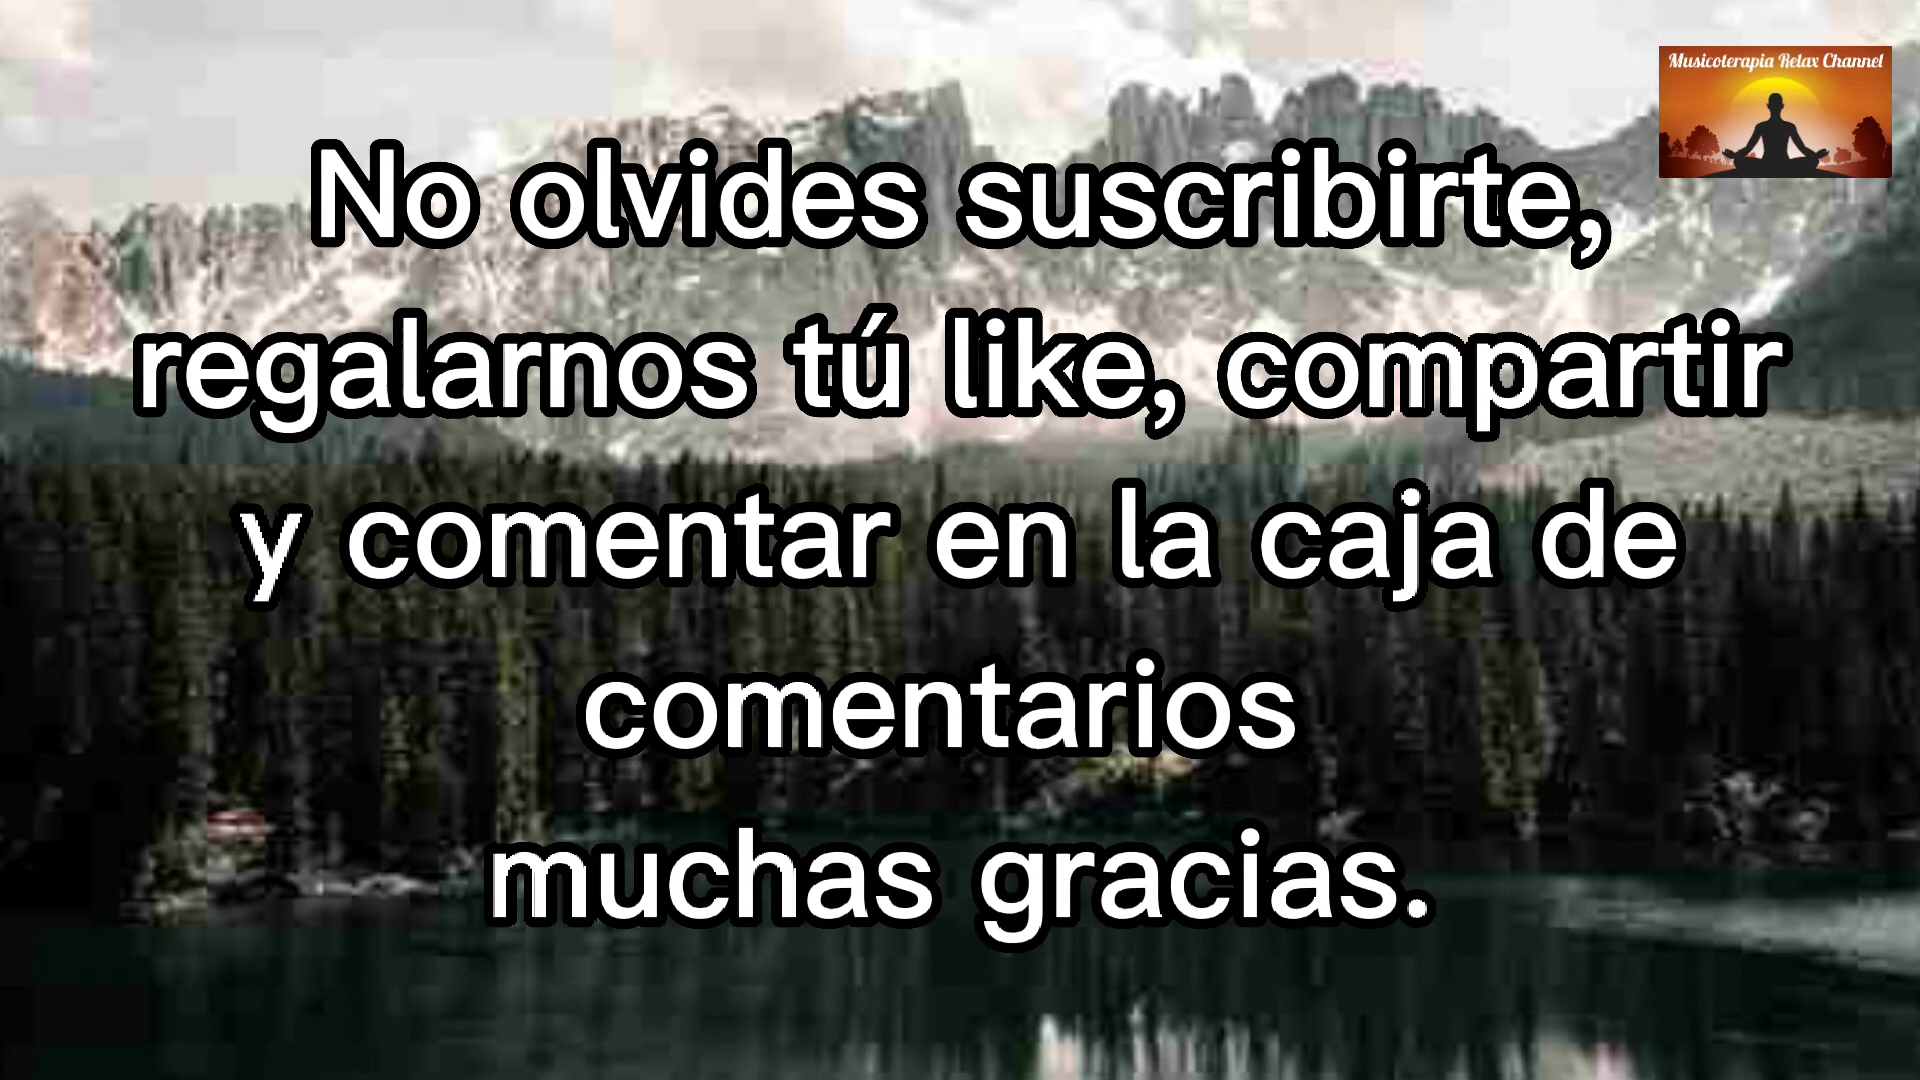 Musicoterapia Relax Channel
No olvides suscribirte,
regalarnos tú like, compartir
y comentar en la caja de
comentarios
muchas gracias.